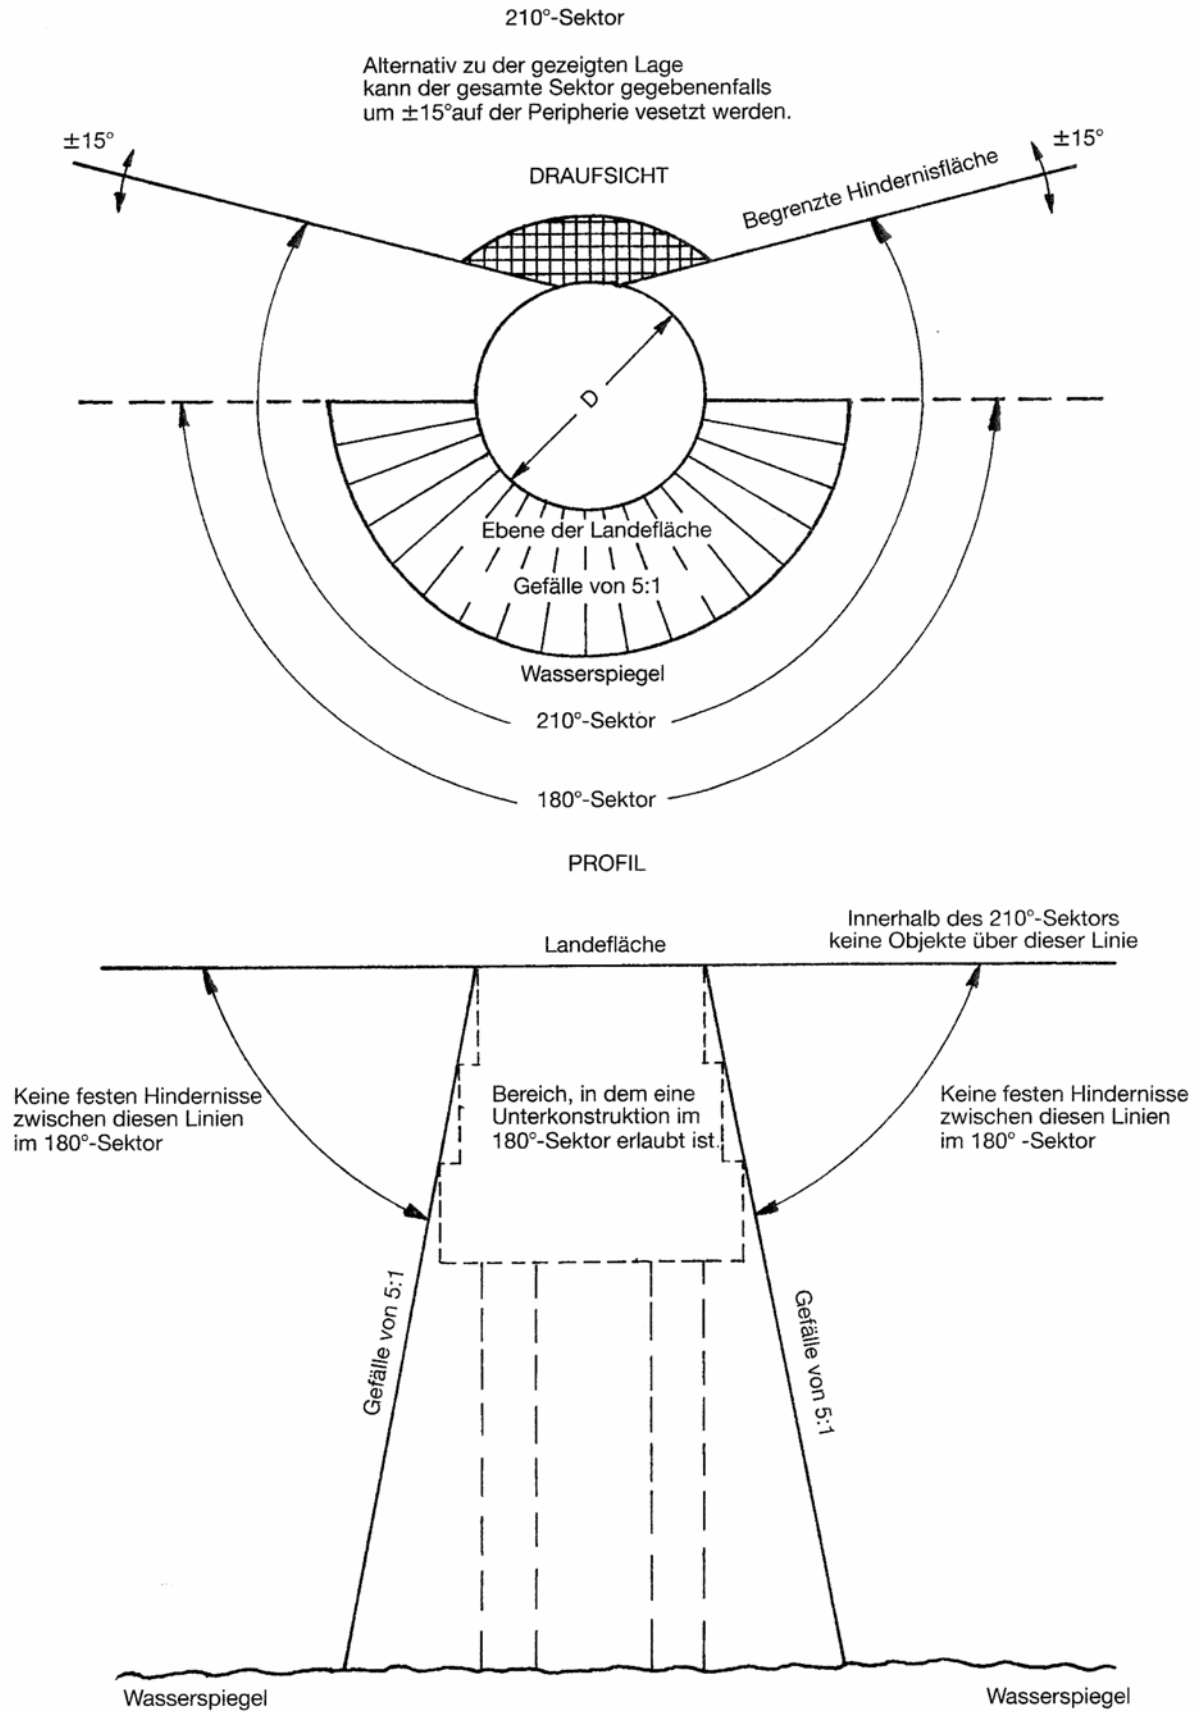 210°-Sektor
Alternativ zu der gezeigten Lage
kann der gesamte Sektor gegebenenfalls
um ±15°auf der Peripherie vesetzt werden.
±15°
±15°
DRAUFSICHT
Begrenzte Hindernisfläche
D
Ebene der Landefläche
Gefälle von 5:1
Wasserspiegel
210°-Sektor
180°-Sektor
PROFIL
Innerhalb des 210°-Sektors
keine Objekte über dieser Linie
Landefläche
Keine festen Hindernisse
zwischen diesen Linien
im 180°-Sektor
Bereich, in dem eine
Unterkonstruktion im
180°-Sektor erlaubt ist.
Keine festen Hindernisse
zwischen diesen Linien
im 180° -Sektor
Gefälle von 5:1
Gefälle von 5:1
Wasserspiegel
Wasserspiegel